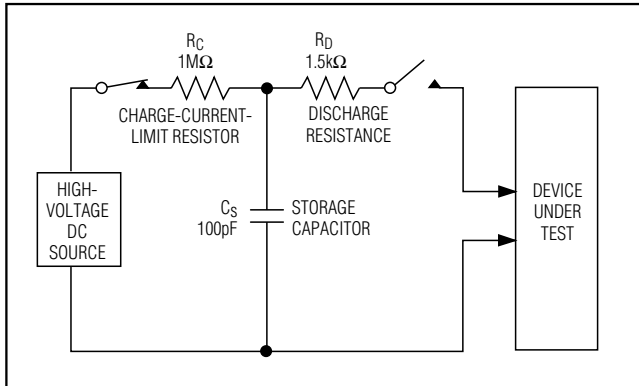 R_C
1MΩ
CHARGE-CURRENT-
LIMIT RESISTOR
R_D
1.5kΩ
DISCHARGE
RESISTANCE
HIGH-
VOLTAGE
DC
SOURCE
C_S
100pF
STORAGE
CAPACITOR
DEVICE
UNDER
TEST